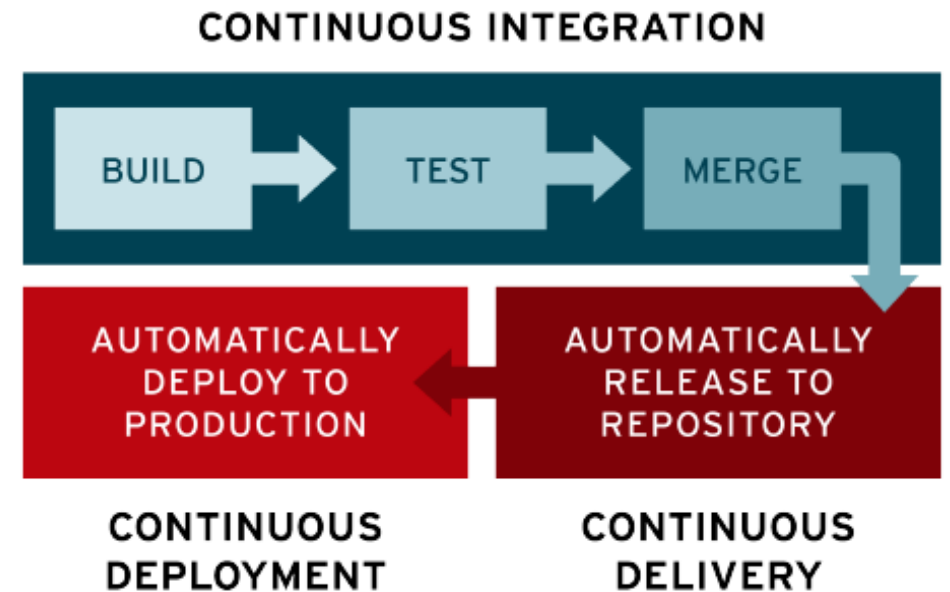 CONTINUOUS INTEGRATION
BUILD
TEST
MERGE
AUTOMATICALLY
DEPLOY TO
PRODUCTION
AUTOMATICALLY
RELEASE TO
REPOSITORY
CONTINUOUS
DEPLOYMENT
CONTINUOUS
DELIVERY